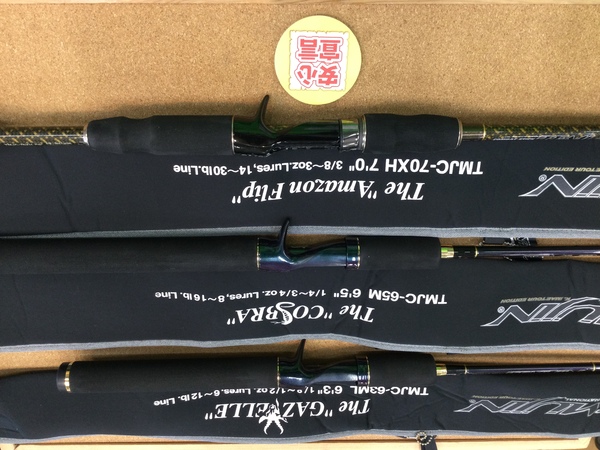 安心
宣言
The "Amazon Flip"
TMJC-70XH 7'0" 3/8~3oz.Lures,14~30lb.Line
TOUR EDITION
The "COBRA"
TMJC-65M 6'5" 1/4~3/4oz. Lures,8~16lb.Line
TOUR EDITION
The "GAZELLE"
TMJC-63ML 6'3" 1/8~1/2oz. Lures.6~12lb. Line